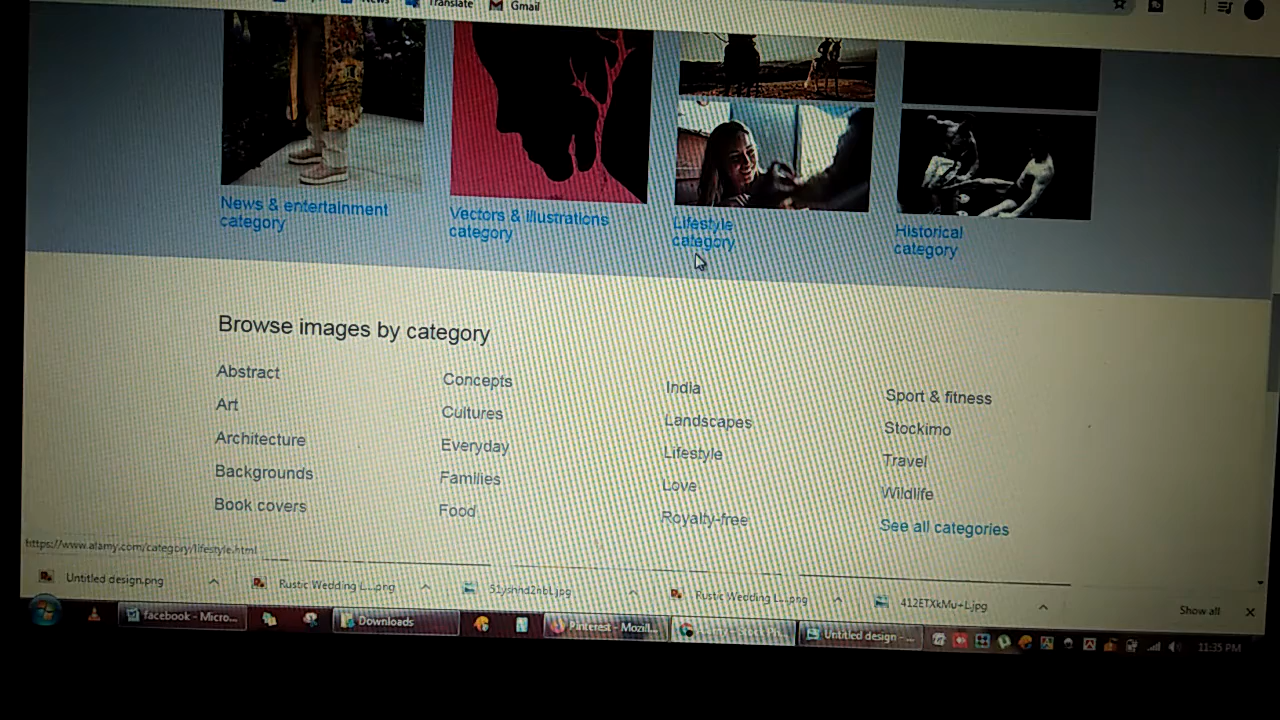 Translate Gmail
News & entertainment
category
Vectors & illustrations
category
Lifestyle
category
Historical
category
Browse images by category
Abstract
Art
Architecture
Backgrounds
Book covers
Concepts
Cultures
Everyday
Families
Food
India
Landscapes
Lifestyle
Love
Royalty-free
Sport & fitness
Stockimo
Travel
Wildlife
See all categories
https://www.alamy.com/category/lifestyle.html
Untitled design.png
Rustic Wedding L....png
Rustic Wedding L....png
412ETXkMu+L.jpg
Show all
facebook - Micro...
Downloads
Pinterest - Mozill...
Untitled design - ...
11:35 PM